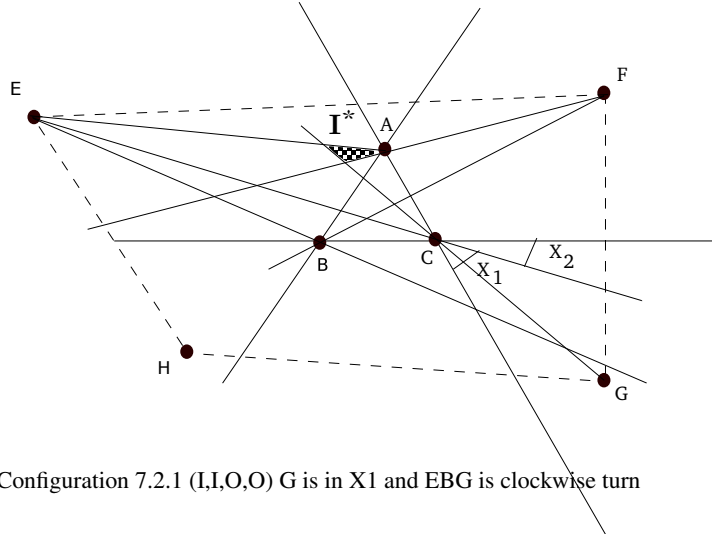 F
E
I*
A
B
C
X1
X2
H
G
Configuration 7.2.1 (I,I,O,O) G is in X1 and EBG is clockwise turn